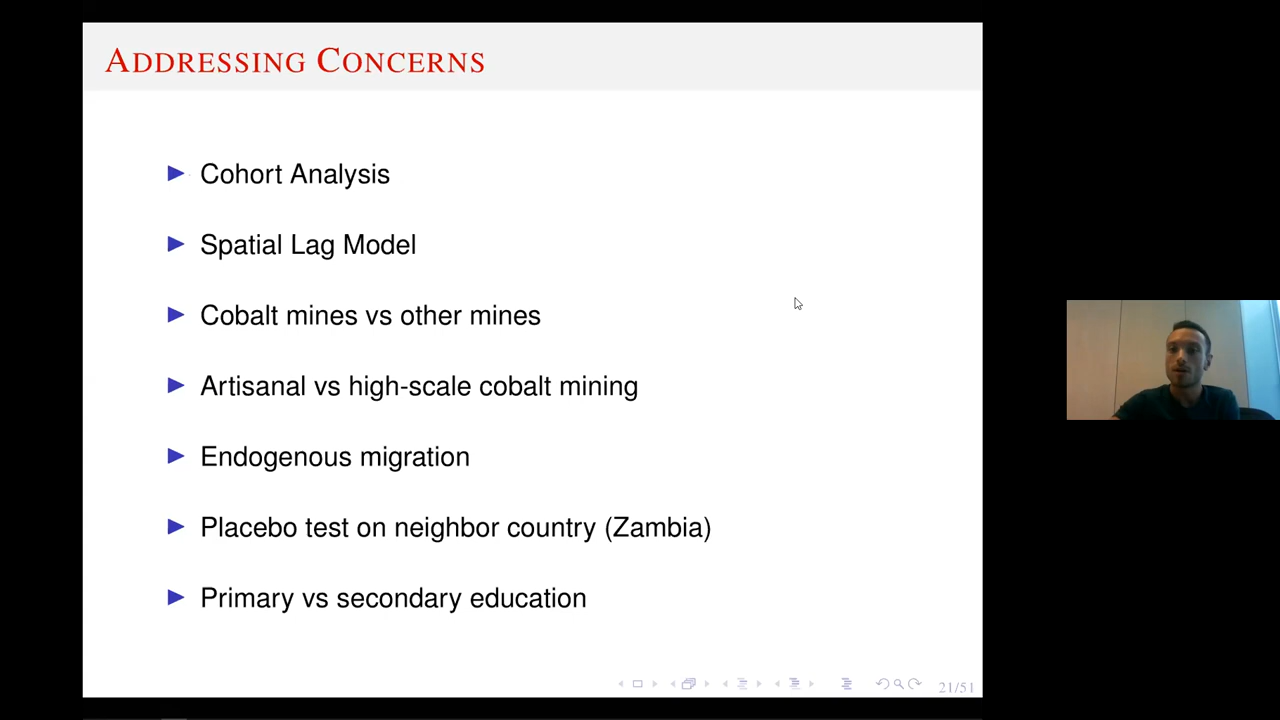 ADDRESSING CONCERNS
Cohort Analysis
Spatial Lag Model
Cobalt mines vs other mines
Artisanal vs high-scale cobalt mining
Endogenous migration
Placebo test on neighbor country (Zambia)
Primary vs secondary education
21/51